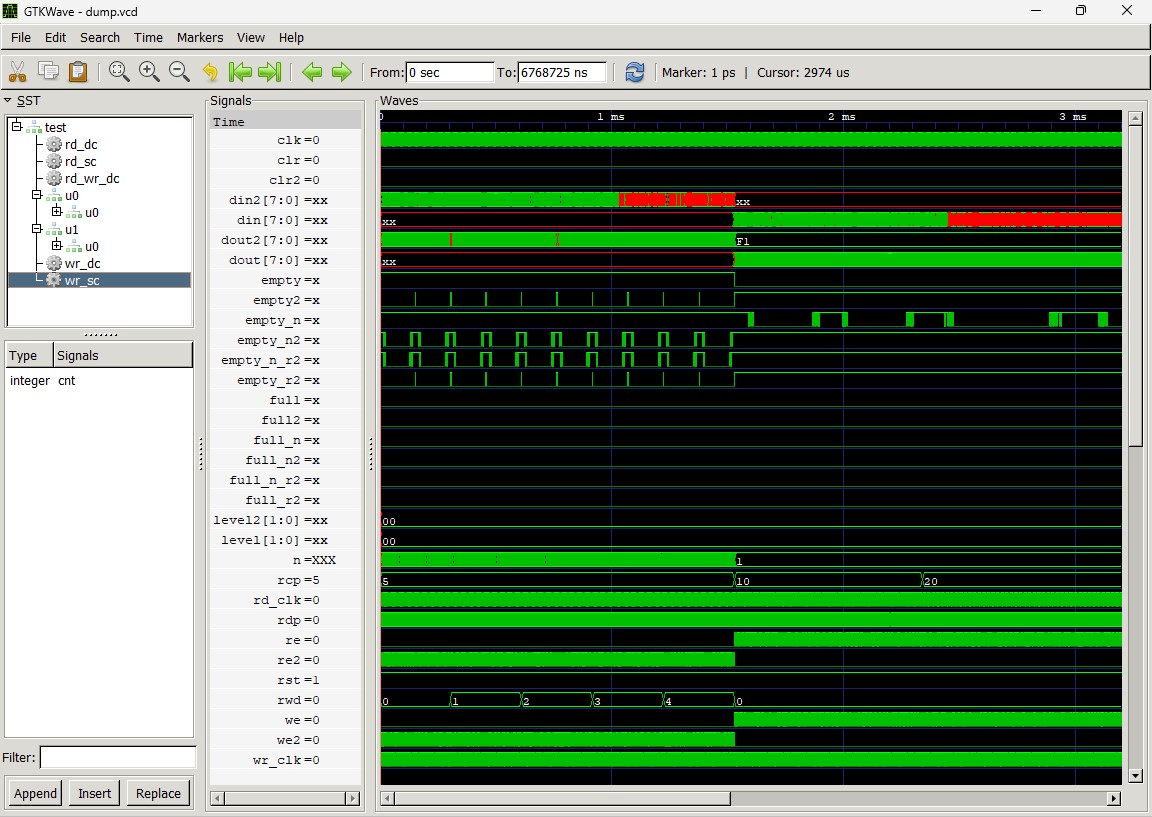 GTKWave - dump.vcd
File Edit Search Time Markers View Help
From: 0 sec To: 6768725 ns Marker: 1 ps | Cursor: 2974 us
SST
test
rd_dc
rd_sc
rd_wr_dc
u0
u0
u1
u0
wr_dc
wr_sc
Type Signals
integer cnt
Filter:
Append Insert Replace
Signals
Time
clk=0
clr=0
clr2=0
din2[7:0]=xx
din[7:0]=xx
dout2[7:0]=xx
dout[7:0]=xx
empty=x
empty2=x
empty_n=x
empty_n2=x
empty_n_r2=x
empty_r2=x
full=x
full2=x
full_n=x
full_n2=x
full_n_r2=x
full_r2=x
level2[1:0]=xx
level[1:0]=xx
n=XXX
rcp=5
rd_clk=0
rdp=0
re=0
re2=0
rst=1
rwd=0
we=0
we2=0
wr_clk=0
Waves
0 1 ms 2 ms 3 ms
xx
xx
F1
xx
00
00
1
5 10 20
0 1 2 3 4 0